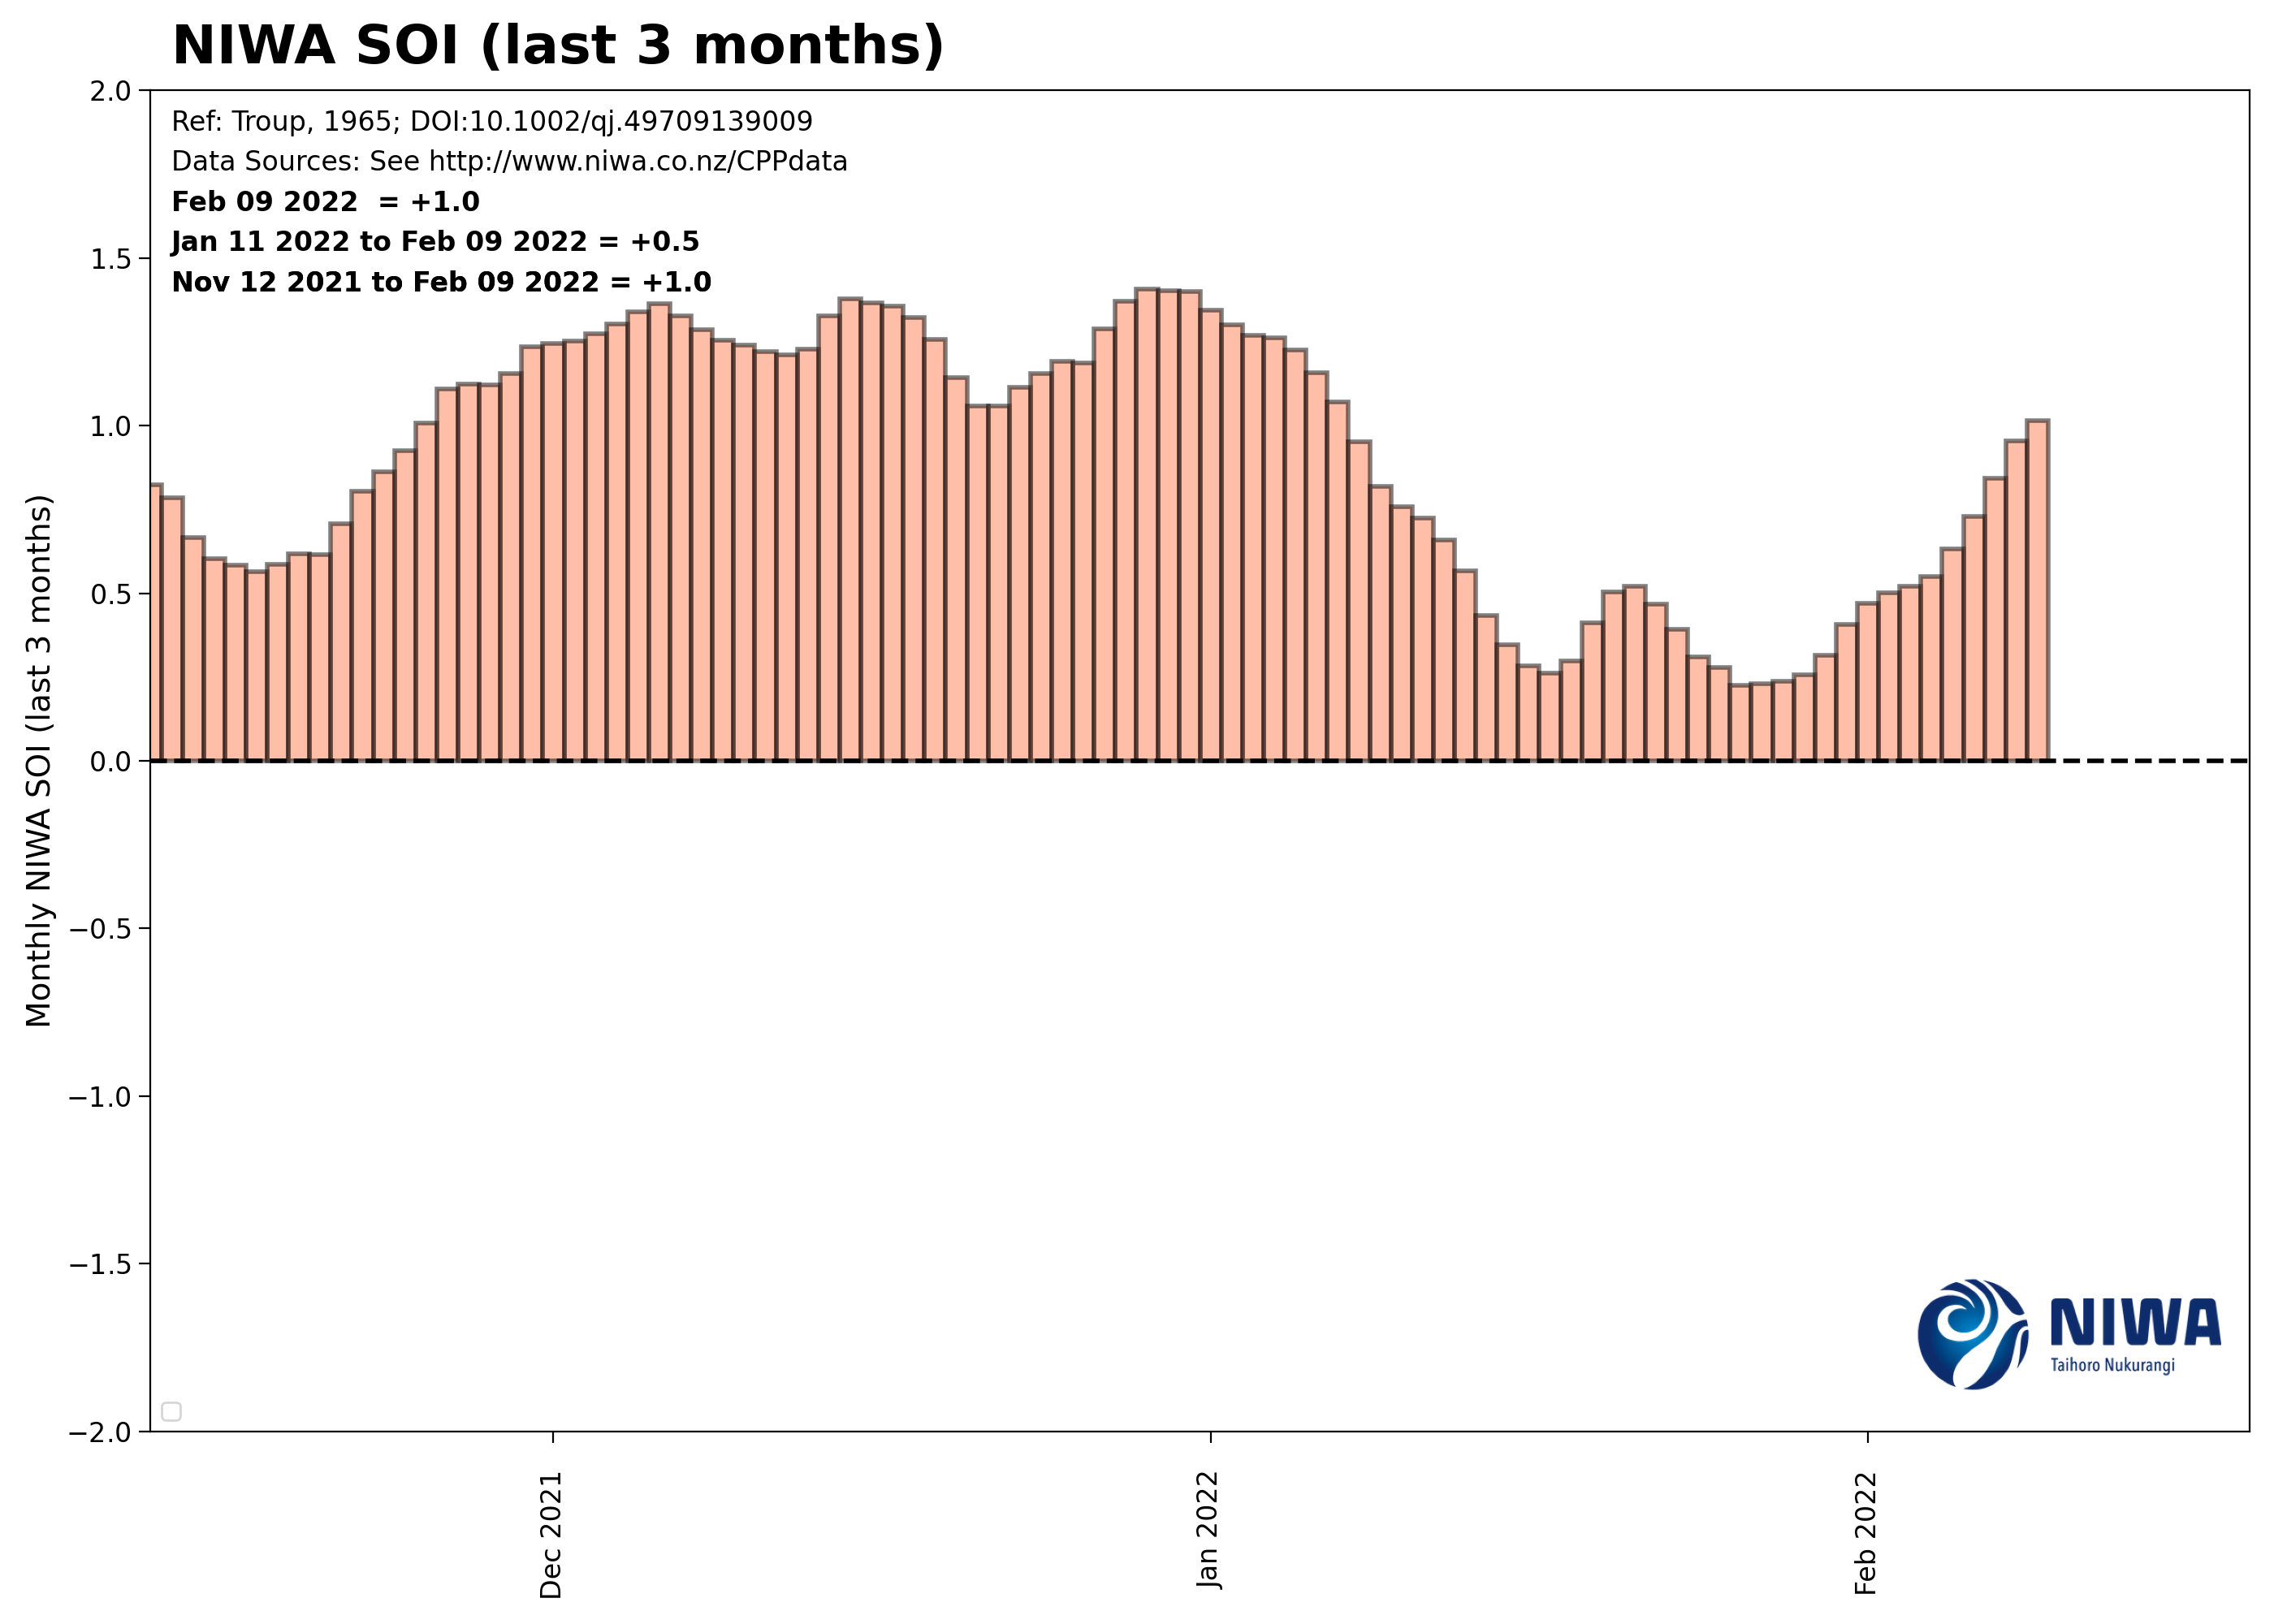 NIWA SOI (last 3 months)
Ref: Troup, 1965; DOI:10.1002/qj.49709139009
Data Sources: See http://www.niwa.co.nz/CPPdata
Feb 09 2022  = +1.0
Jan 11 2022 to Feb 09 2022 = +0.5
Nov 12 2021 to Feb 09 2022 = +1.0
Monthly NIWA SOI (last 3 months)
2.0
1.5
1.0
0.5
0.0
−0.5
−1.0
−1.5
−2.0
NIWA
Taihoro Nukurangi
Dec 2021
Jan 2022
Feb 2022